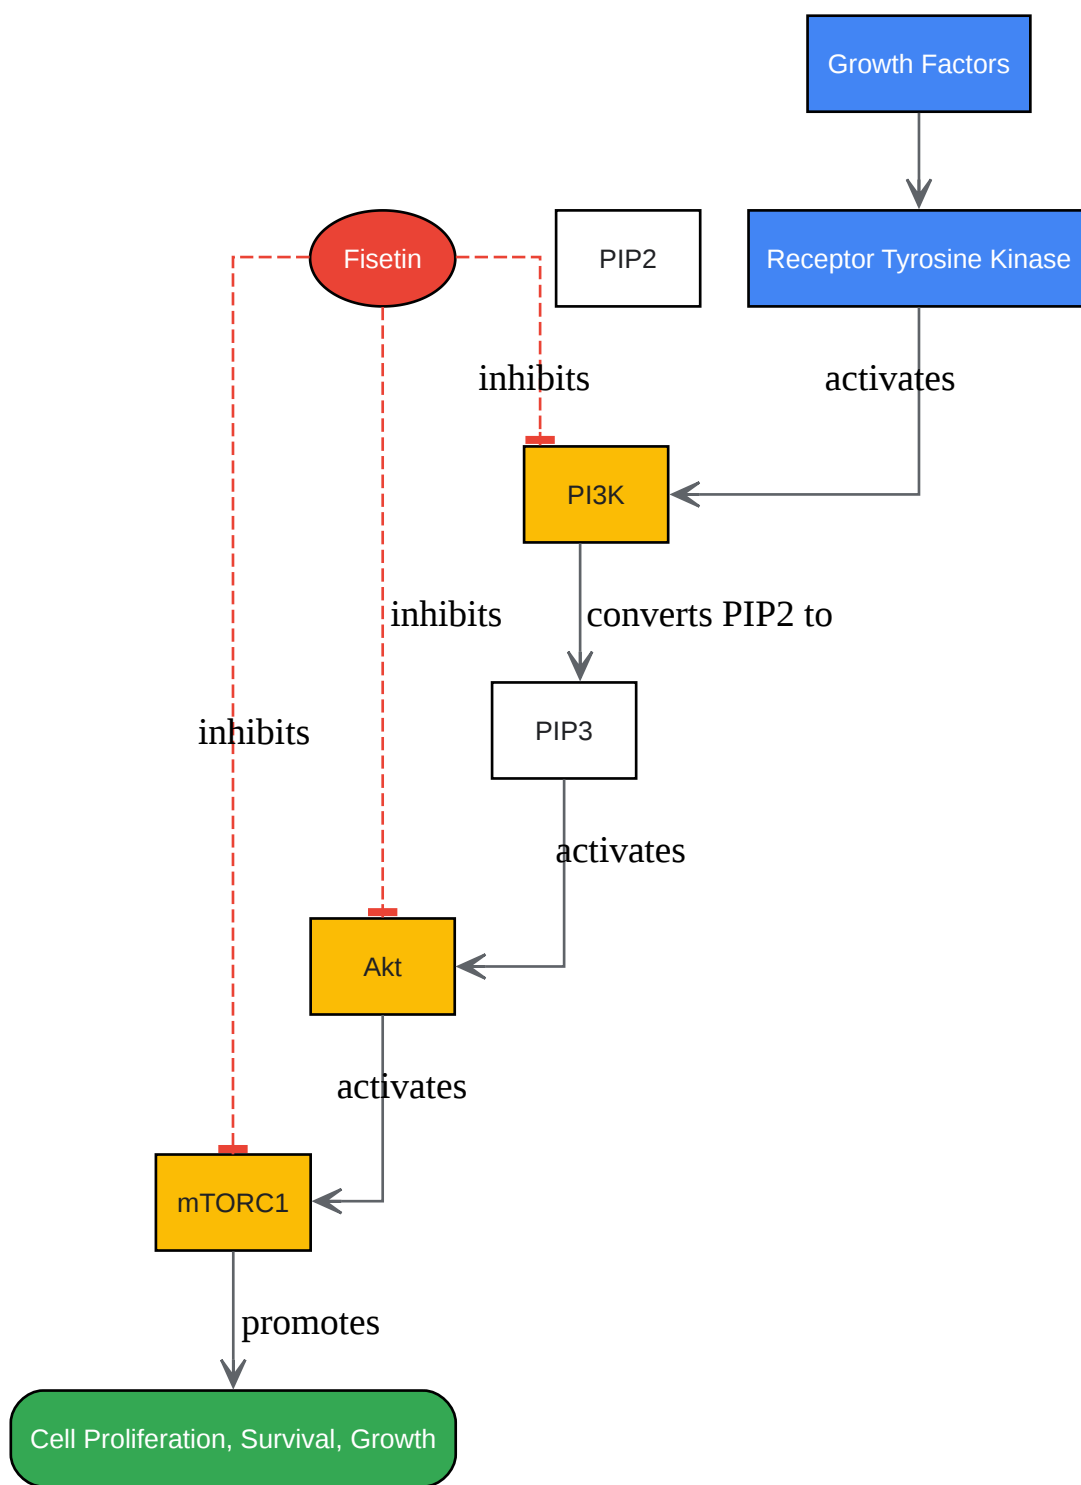 Growth Factors
Fisetin
PIP2
Receptor Tyrosine Kinase
inhibits
activates
PI3K
inhibits
converts PIP2 to
inhibits
PIP3
activates
Akt
activates
mTORC1
promotes
Cell Proliferation, Survival, Growth